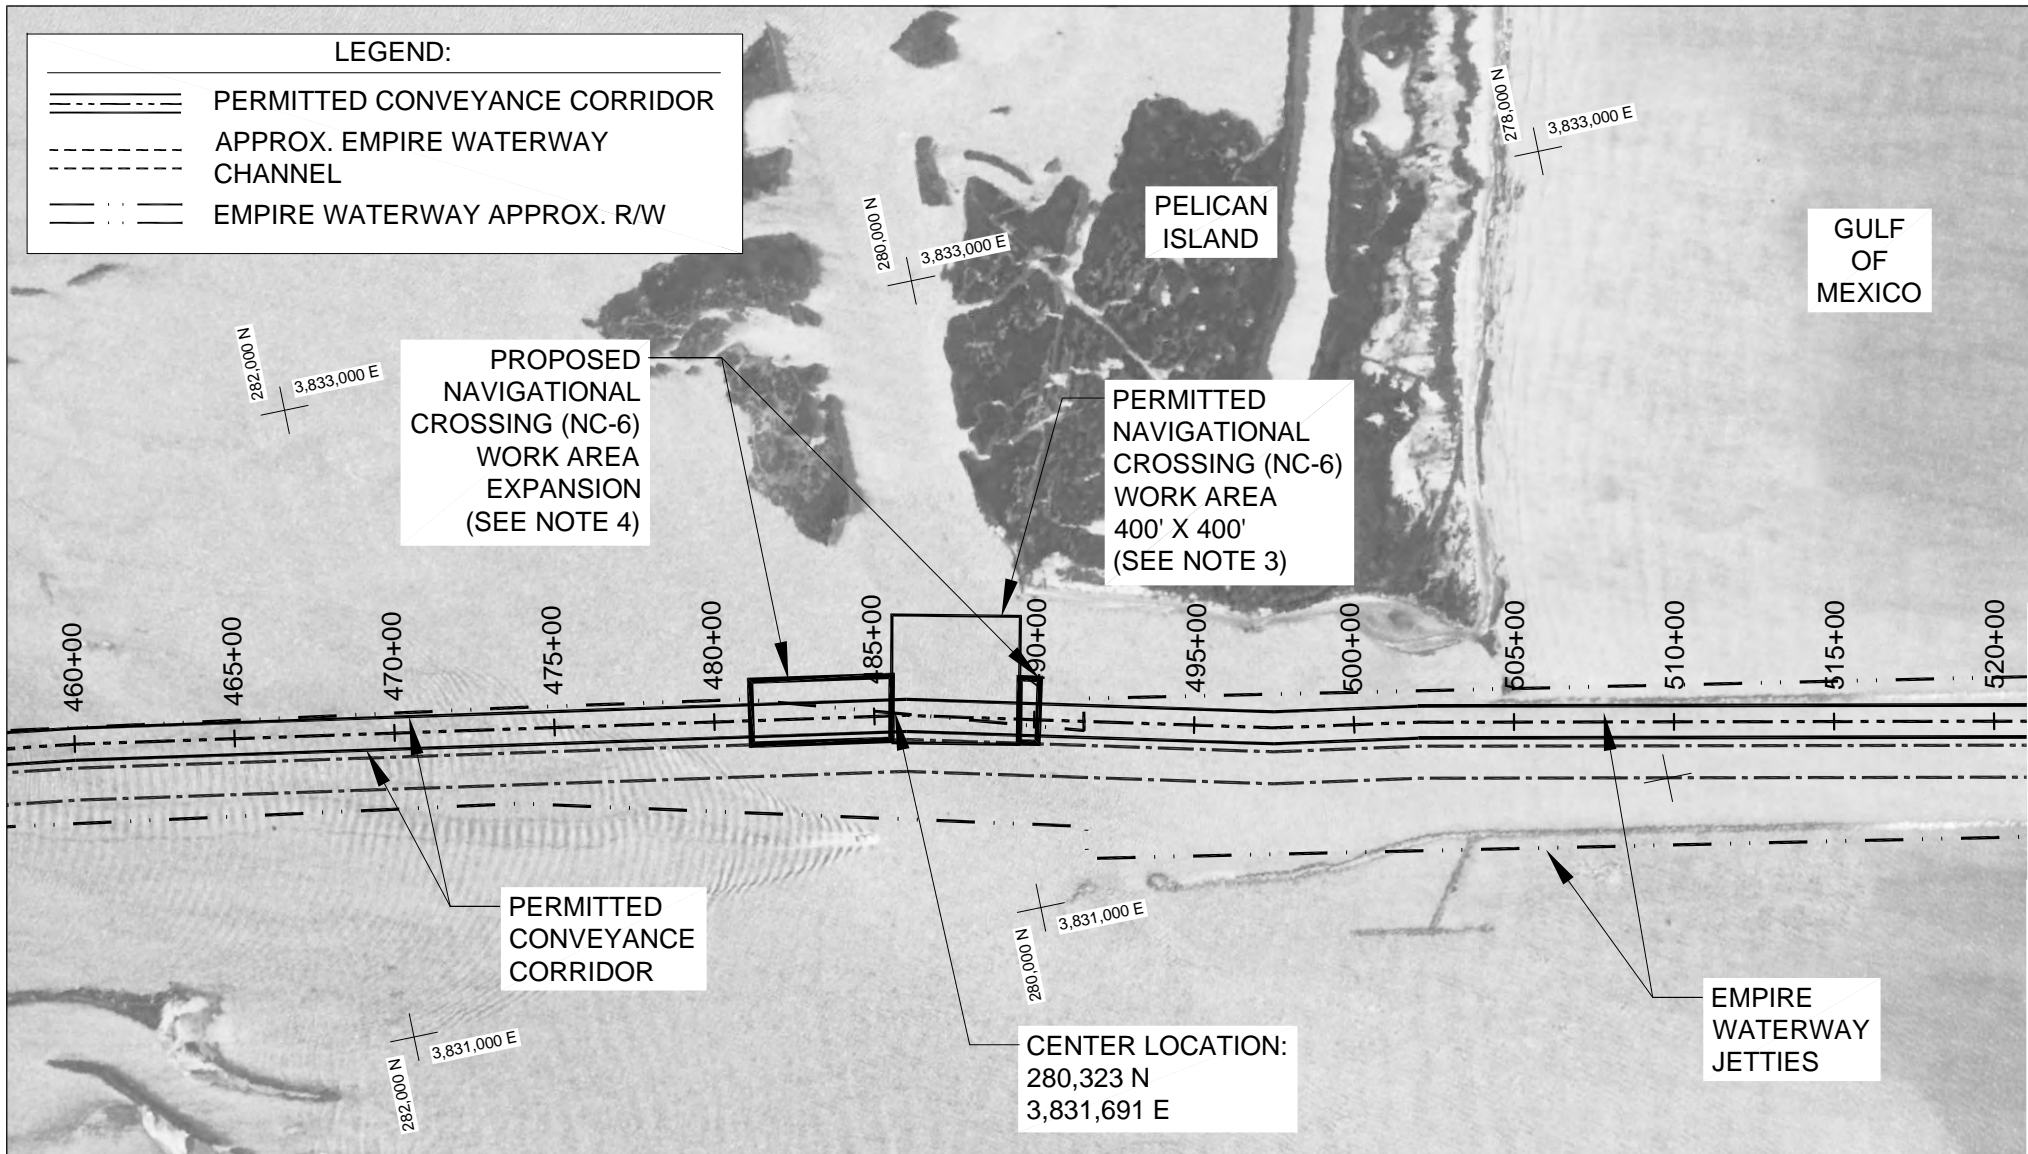 LEGEND:
PERMITTED CONVEYANCE CORRIDOR
APPROX. EMPIRE WATERWAY
CHANNEL
EMPIRE WATERWAY APPROX. R/W
278,000 N
3,833,000 E
280,000 N
3,833,000 E
282,000 N
3,833,000 E
PELICAN
ISLAND
GULF
OF
MEXICO
PROPOSED
NAVIGATIONAL
CROSSING (NC-6)
WORK AREA
EXPANSION
(SEE NOTE 4)
PERMITTED
NAVIGATIONAL
CROSSING (NC-6)
WORK AREA
400' X 400'
(SEE NOTE 3)
460+00
465+00
470+00
475+00
480+00
485+00
490+00
495+00
500+00
505+00
510+00
515+00
520+00
PERMITTED
CONVEYANCE
CORRIDOR
280,000 N
3,831,000 E
282,000 N
3,831,000 E
CENTER LOCATION:
280,323 N
3,831,691 E
EMPIRE
WATERWAY
JETTIES